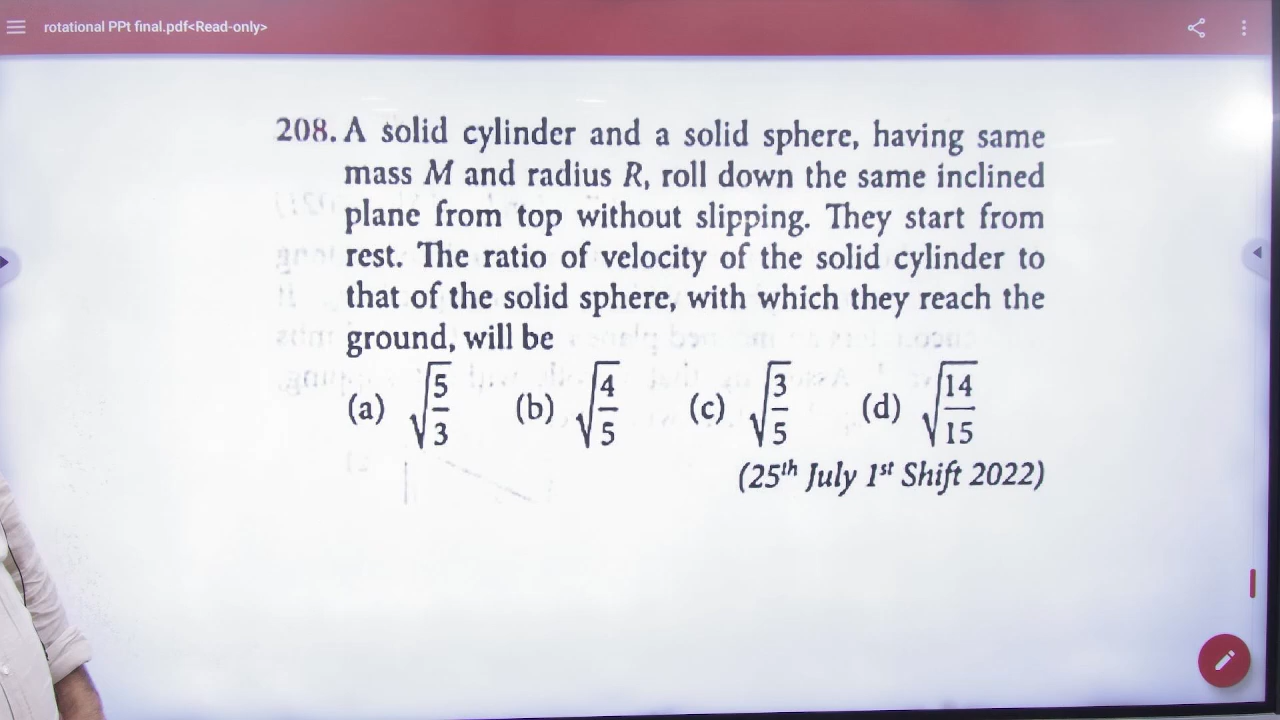 rotational PPt final.pdf<Read-only>
208. A solid cylinder and a solid sphere, having same
mass M and radius R, roll down the same inclined
plane from top without slipping. They start from
rest. The ratio of velocity of the solid cylinder to
that of the solid sphere, with which they reach the
ground, will be
(a) √(5/3) (b) √(4/5) (c) √(3/5) (d) √(14/15)
(25th July 1st Shift 2022)